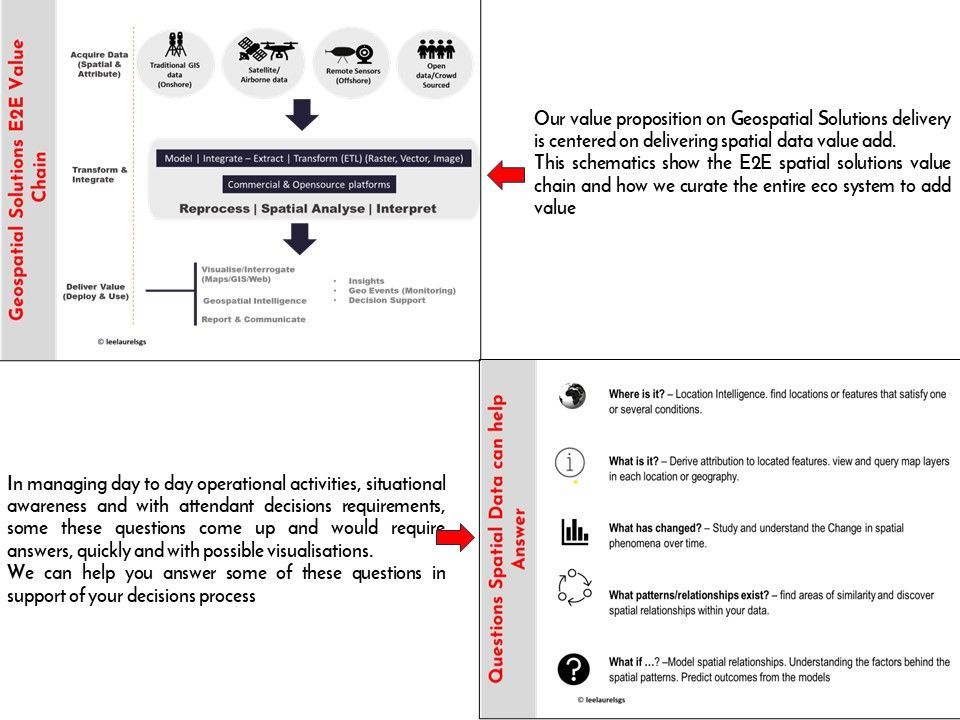 Geospatial Solutions E2E Value
Chain
Acquire Data
(Spatial &
Attribute)
Traditional GIS
data
(Onshore)
Satellite/
Airborne data
Remote Sensors
(Offshore)
Open
data/Crowd
Sourced
Transform &
Integrate
Model | Integrate – Extract | Transform (ETL) (Raster, Vector, Image)
Commercial & Opensource platforms
Reprocess | Spatial Analyse | Interpret
Deliver Value
(Deploy & Use)
Visualise/Interrogate
(Maps/GIS/Web)
Geospatial Intelligence
Report & Communicate
• Insights
• Geo Events (Monitoring)
• Decision Support
© leelaurelsgs
Our value proposition on Geospatial Solutions delivery
is centered on delivering spatial data value add.
This schematics show the E2E spatial solutions value
chain and how we curate the entire eco system to add
value
In managing day to day operational activities, situational
awareness and with attendant decisions requirements,
some these questions come up and would require
answers, quickly and with possible visualisations.
We can help you answer some of these questions in
support of your decisions process
Questions Spatial Data can help
Answer
Where is it? – Location Intelligence. find locations or features that satisfy one
or several conditions.
What is it? – Derive attribution to located features. view and query map layers
in each location or geography.
What has changed? – Study and understand the Change in spatial
phenomena over time.
What patterns/relationships exist? – find areas of similarity and discover
spatial relationships within your data.
What if …? –Model spatial relationships. Understanding the factors behind the
spatial patterns. Predict outcomes from the models
© leelaurelsgs